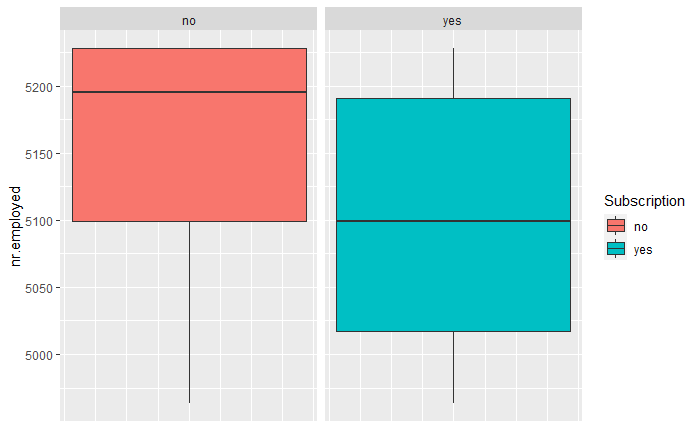 no
yes
nr.employed
5200
5150
5100
5050
5000
Subscription
no
yes